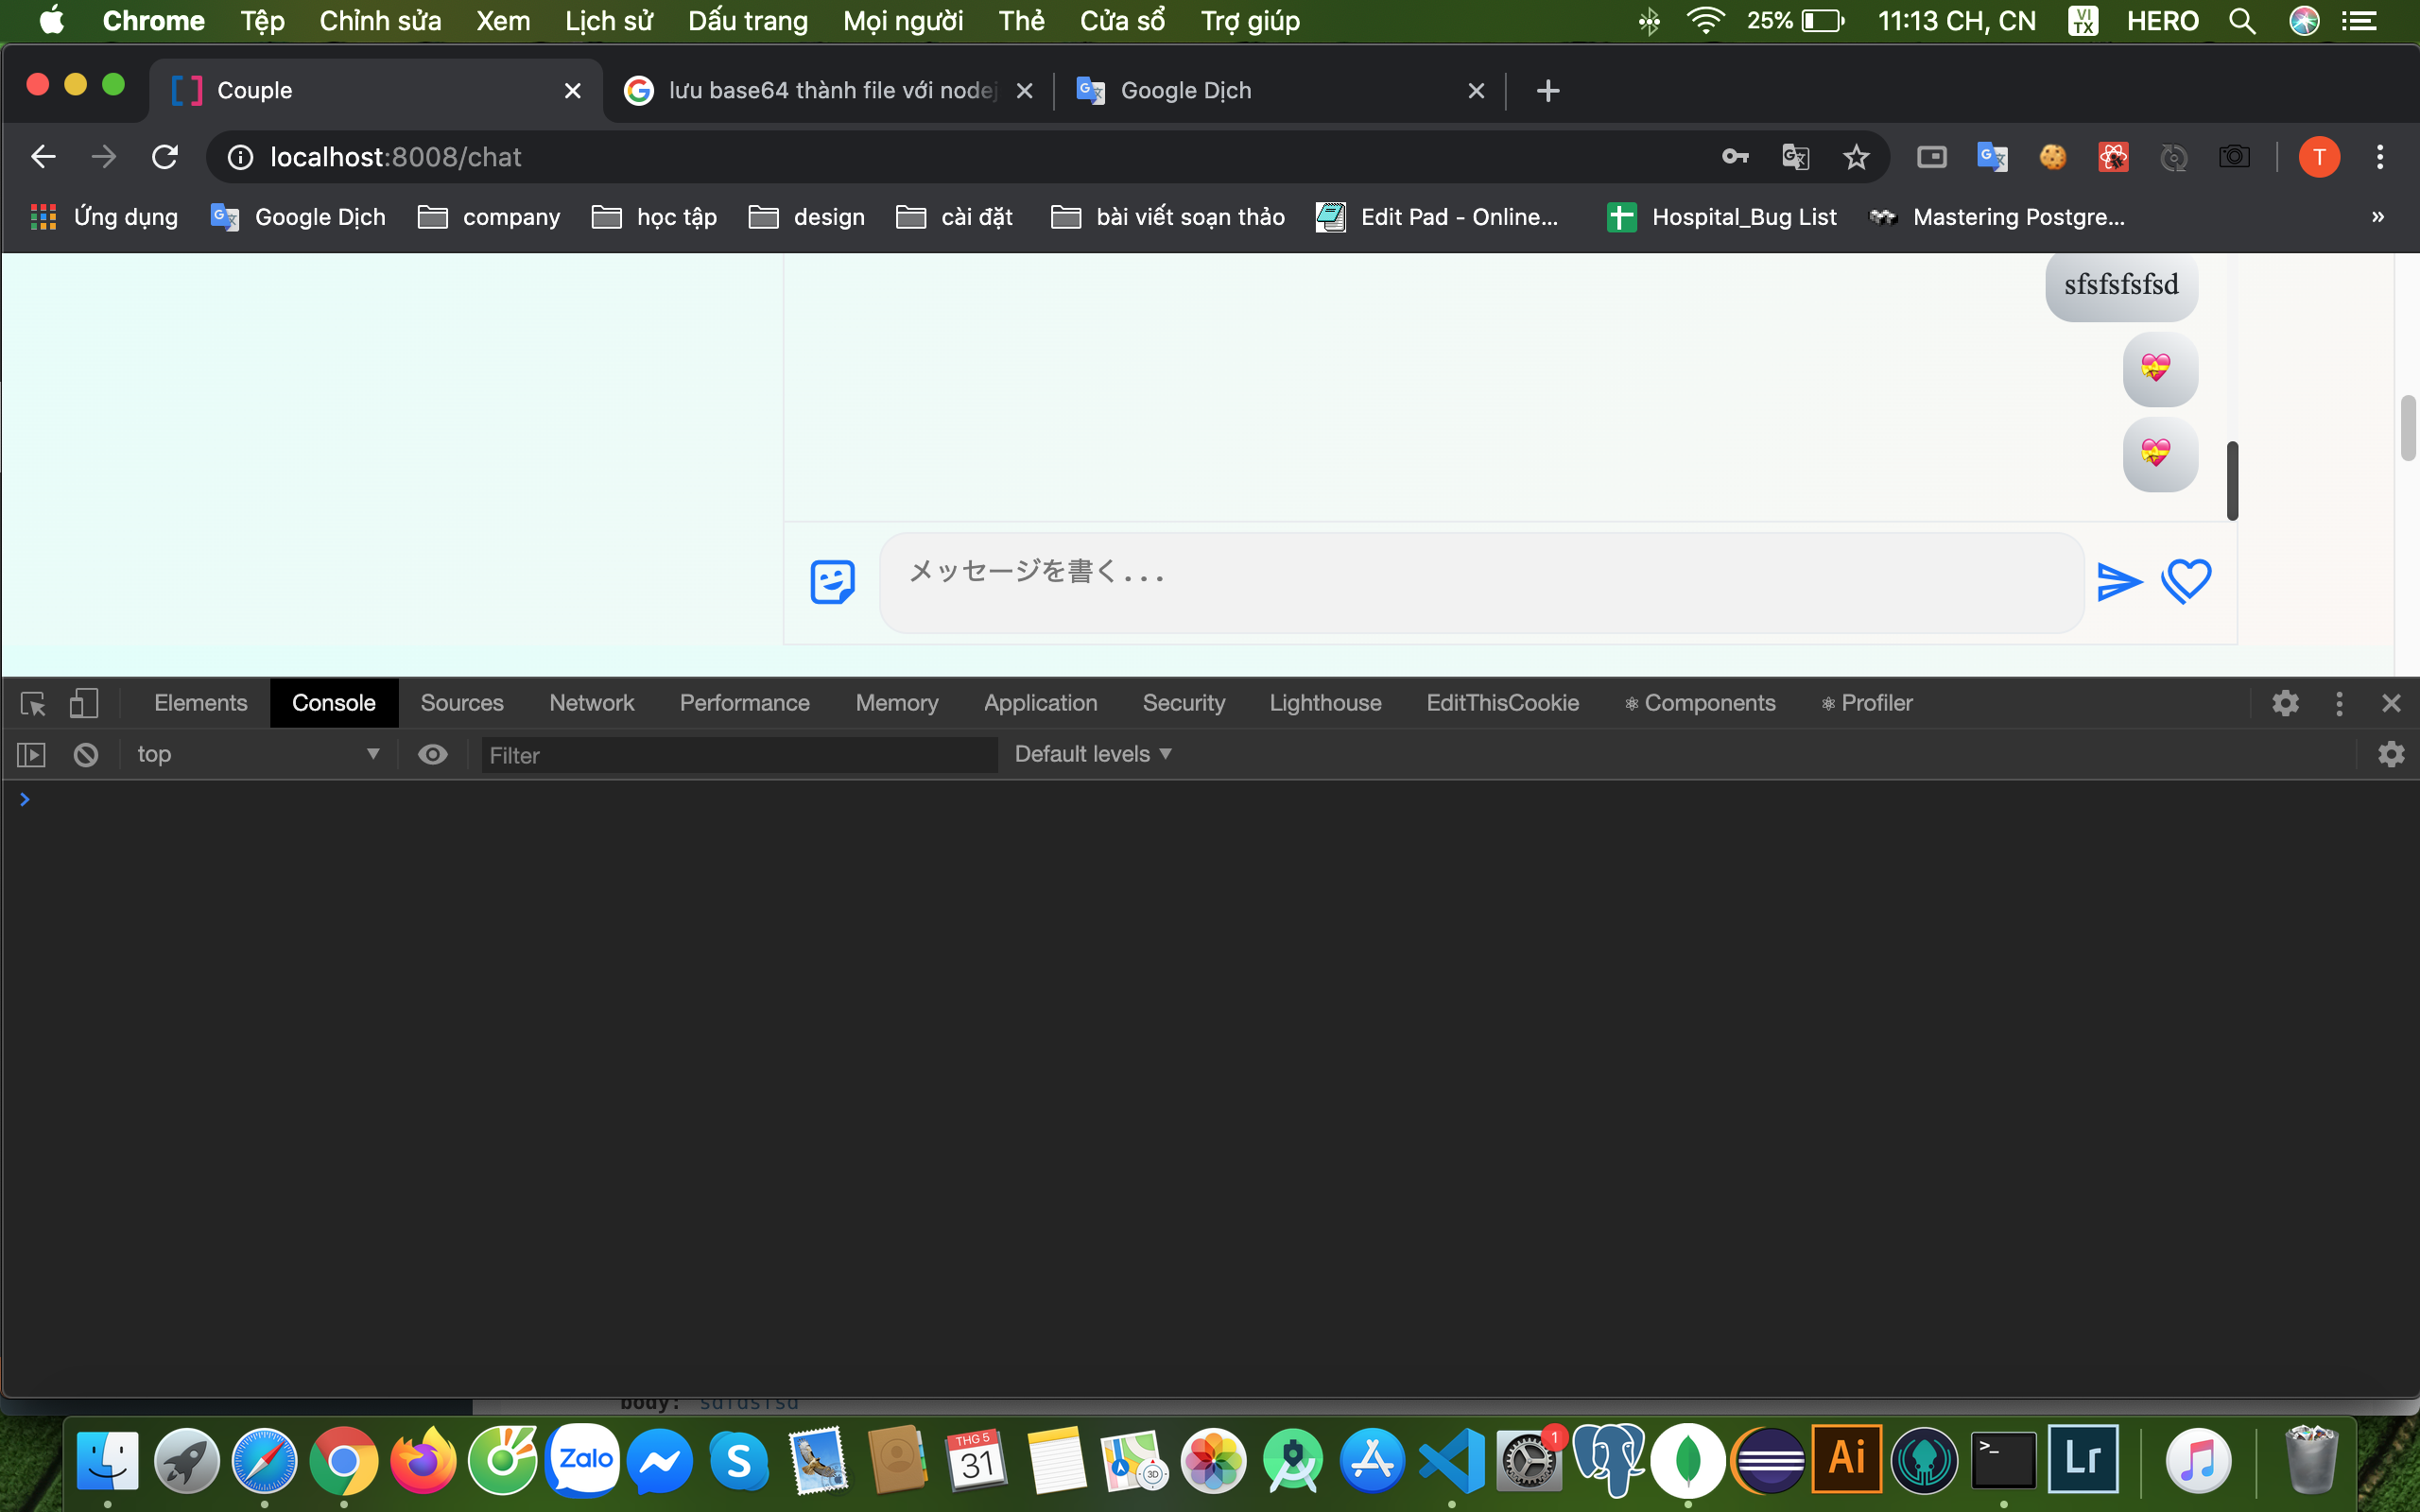 Chrome Tệp Chỉnh sửa Xem Lịch sử Dấu trang Mọi người Thẻ Cửa sổ Trợ giúp 25% 11:13 CH, CN VI TX HERO
Couple lưu base64 thành file với nodej Google Dịch
localhost:8008/chat T
Ứng dụng Google Dịch company học tập design cài đặt bài viết soạn thảo Edit Pad - Online... Hospital_Bug List Mastering Postgre... »
sfsfsfsfsd
メッセージを書く...
Elements Console Sources Network Performance Memory Application Security Lighthouse EditThisCookie Components Profiler
top Filter Default levels
body: sdfdsfsd
Zalo S THG 5 31 3D 1 Ai >_ Lr